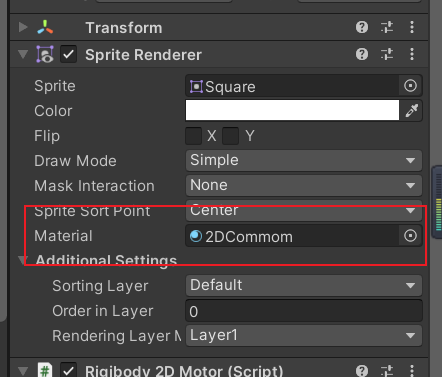 Transform
Sprite Renderer
Sprite Square
Color
Flip X Y
Draw Mode Simple
Mask Interaction None
Sprite Sort Point Center
Material 2DCommom
Additional Settings
Sorting Layer Default
Order in Layer 0
Rendering Layer M Layer1
# Rigibody 2D Motor (Script)